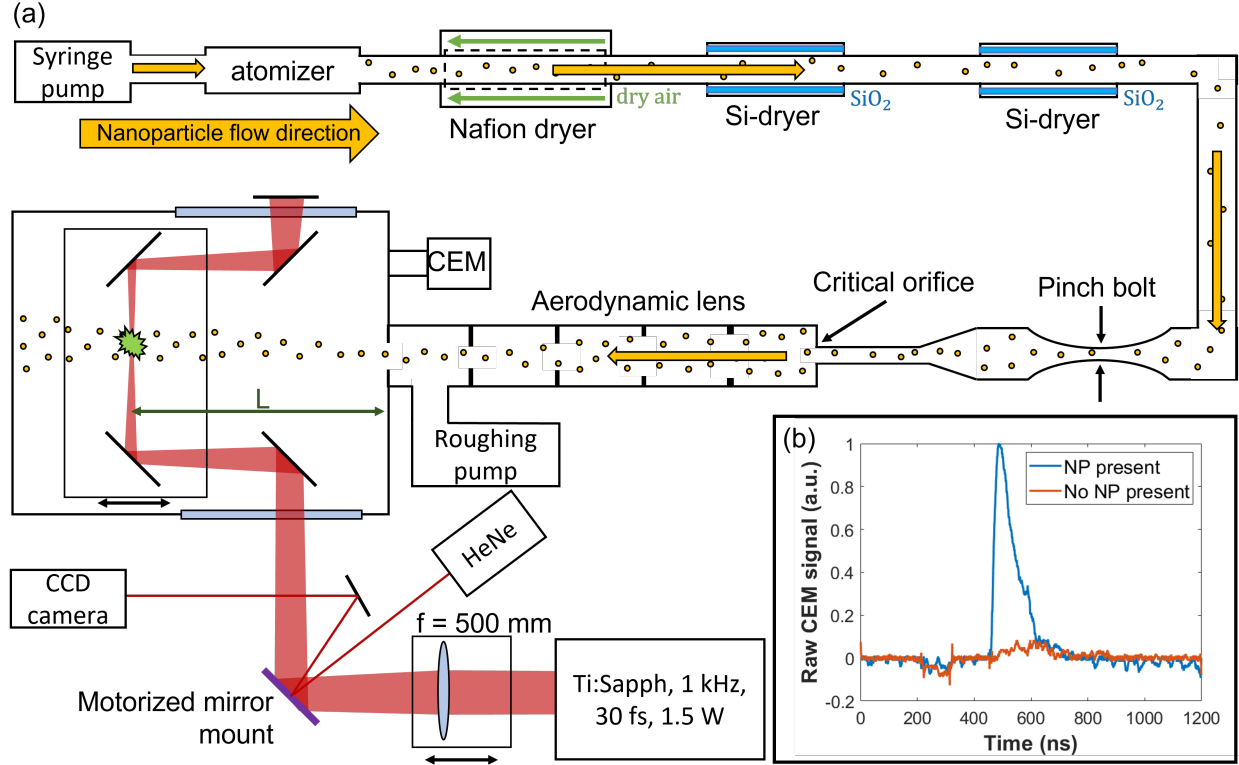 (a)
Syringe
pump
atomizer
dry air
Nafion dryer
SiO₂
Si-dryer
SiO₂
Si-dryer
Nanoparticle flow direction
CEM
Aerodynamic lens
Critical orifice
Pinch bolt
L
Roughing
pump
HeNe
CCD
camera
f = 500 mm
Motorized mirror
mount
Ti:Sapph, 1 kHz,
30 fs, 1.5 W
(b)
NP present
No NP present
Raw CEM signal (a.u.)
1
0.8
0.6
0.4
0.2
0
-0.2
0 200 400 600 800 1000 1200
Time (ns)